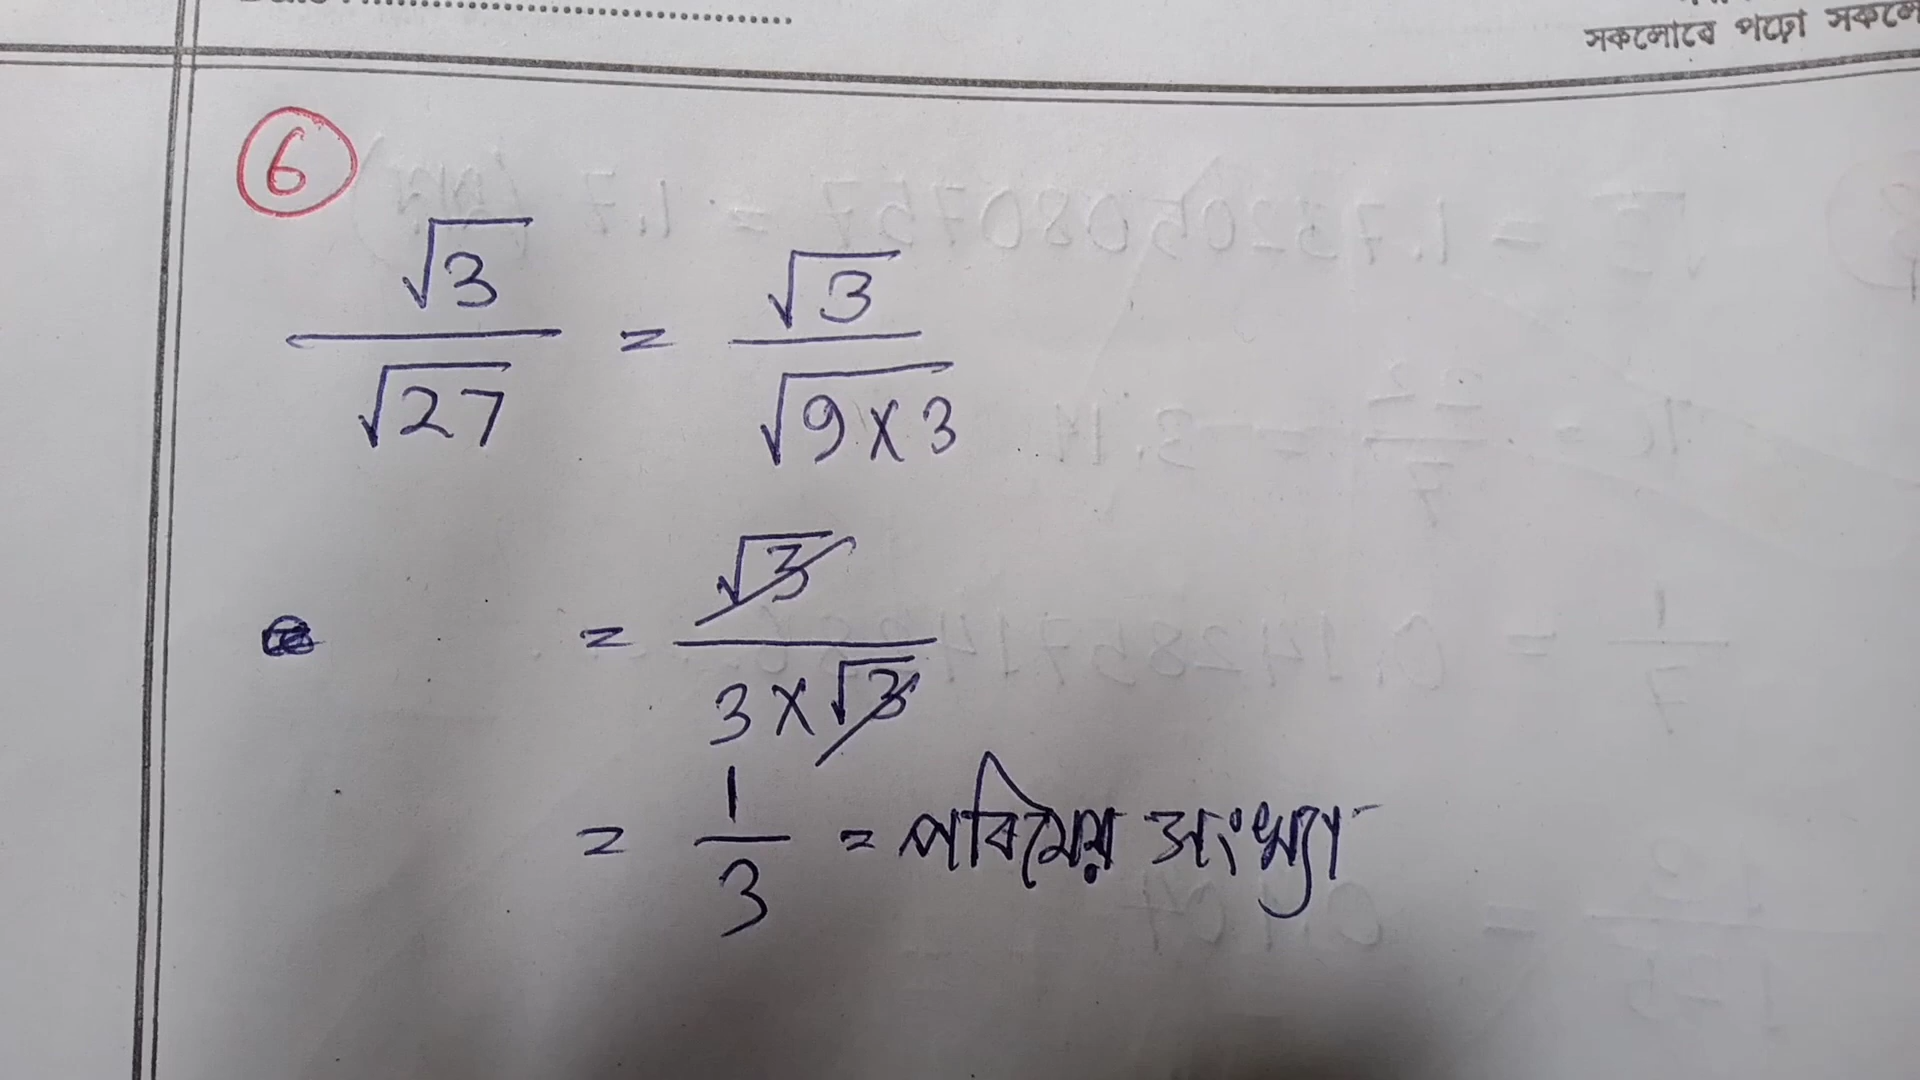 সকলোৱে পঢ়ো সকলো
6
√3/√27 = √3/√9×3
= √3/3×√3
= 1/3 = পৰিমেয় সংখ্যা